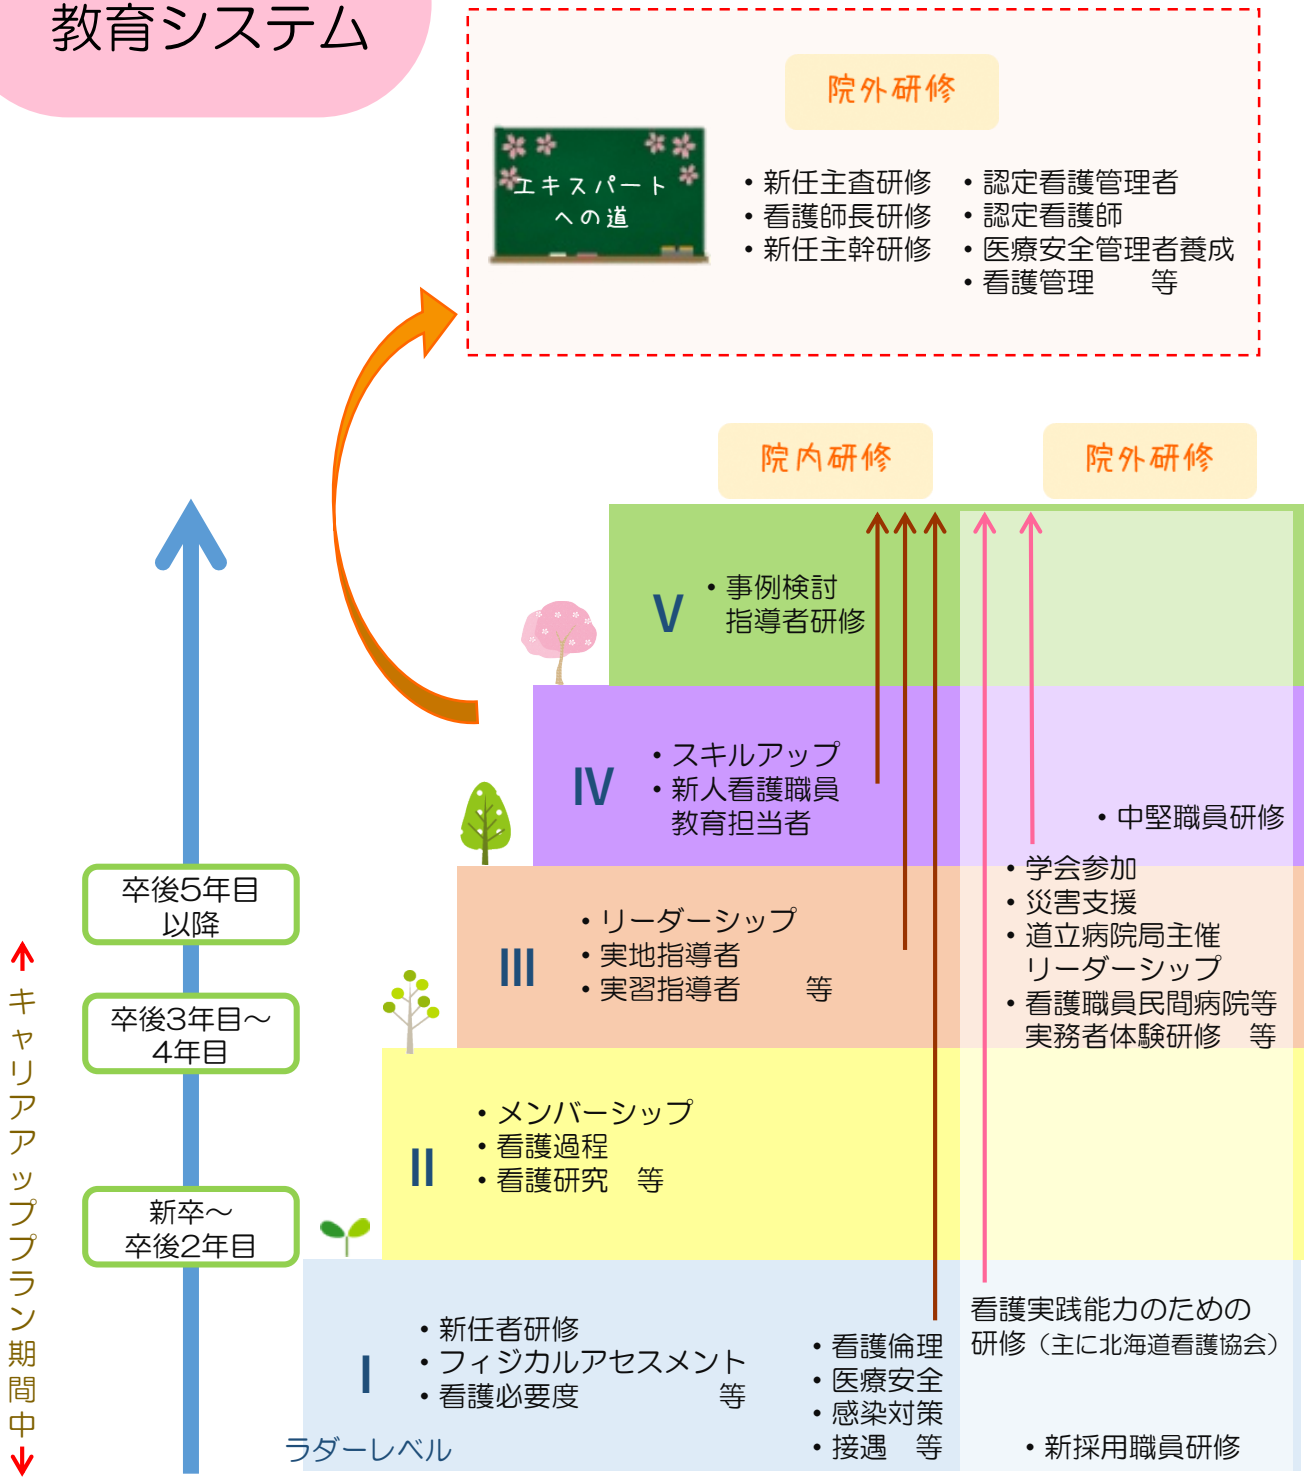 教育システム
院外研修
エキスパート
への道
・新任主査研修
・看護師長研修
・新任主幹研修
・認定看護管理者
・認定看護師
・医療安全管理者養成
・看護管理　　等
院内研修
院外研修
Ⅴ
・事例検討
指導者研修
Ⅳ
・スキルアップ
・新人看護職員
教育担当者
・中堅職員研修
卒後5年目
以降
Ⅲ
・リーダーシップ
・実地指導者
・実習指導者　　等
・学会参加
・災害支援
・道立病院局主催
リーダーシップ
・看護職員民間病院等
実務者体験研修　等
卒後3年目～
4年目
Ⅱ
・メンバーシップ
・看護過程
・看護研究　等
新卒～
卒後2年目
キャリアアッププラン期間中
Ⅰ
・新任者研修
・フィジカルアセスメント
・看護必要度　　　　　等
・看護倫理
・医療安全
・感染対策
・接遇　等
看護実践能力のための
研修（主に北海道看護協会）
・新採用職員研修
ラダーレベル